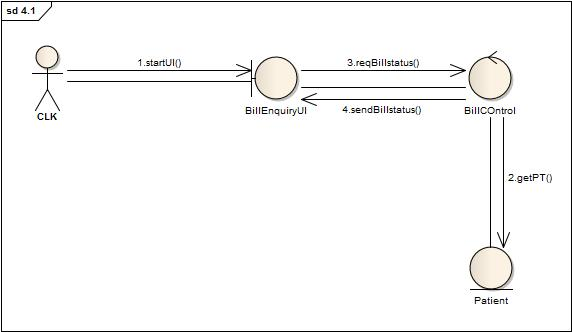 sd 4.1
1.startUI()
3.reqBillstatus()
CLK
BillEnquiryUI
4.sendBillstatus()
BillCOntrol
2.getPT()
Patient